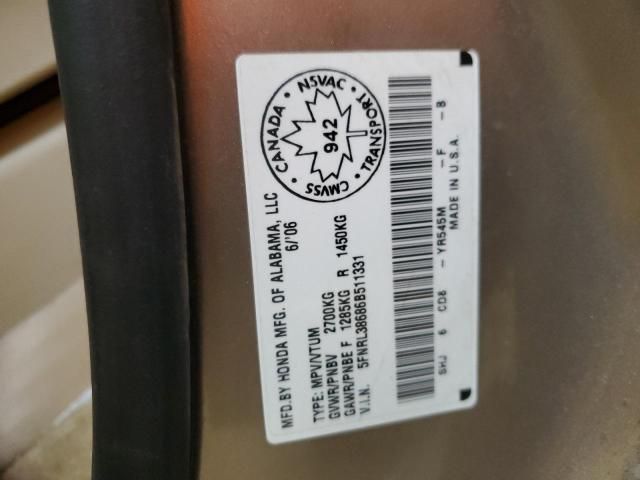 MFD.BY HONDA MFG. OF ALABAMA, LLC
6/'06
TYPE: MPV/VTUM
GVWR/PNBV 2700KG
GAWR/PNBE F 1285KG R 1450KG
V.I.N. 5FNRL38686B511331
CANADA · NSVAC · TRANSPORT · CMVSS ·
942
SHJ 6 CD8 - YR545M - F - B
MADE IN U.S.A.